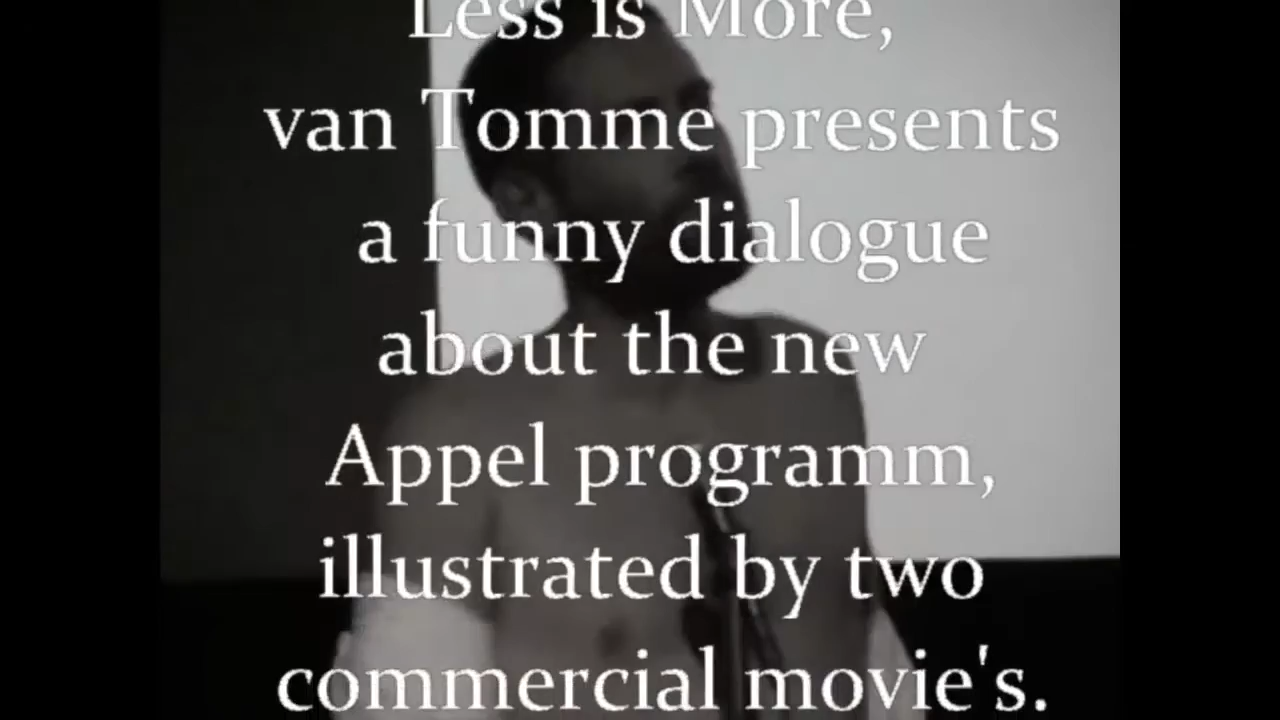 Less is More,
van Tomme presents
a funny dialogue
about the new
Appel programm,
illustrated by two
commercial movie's.